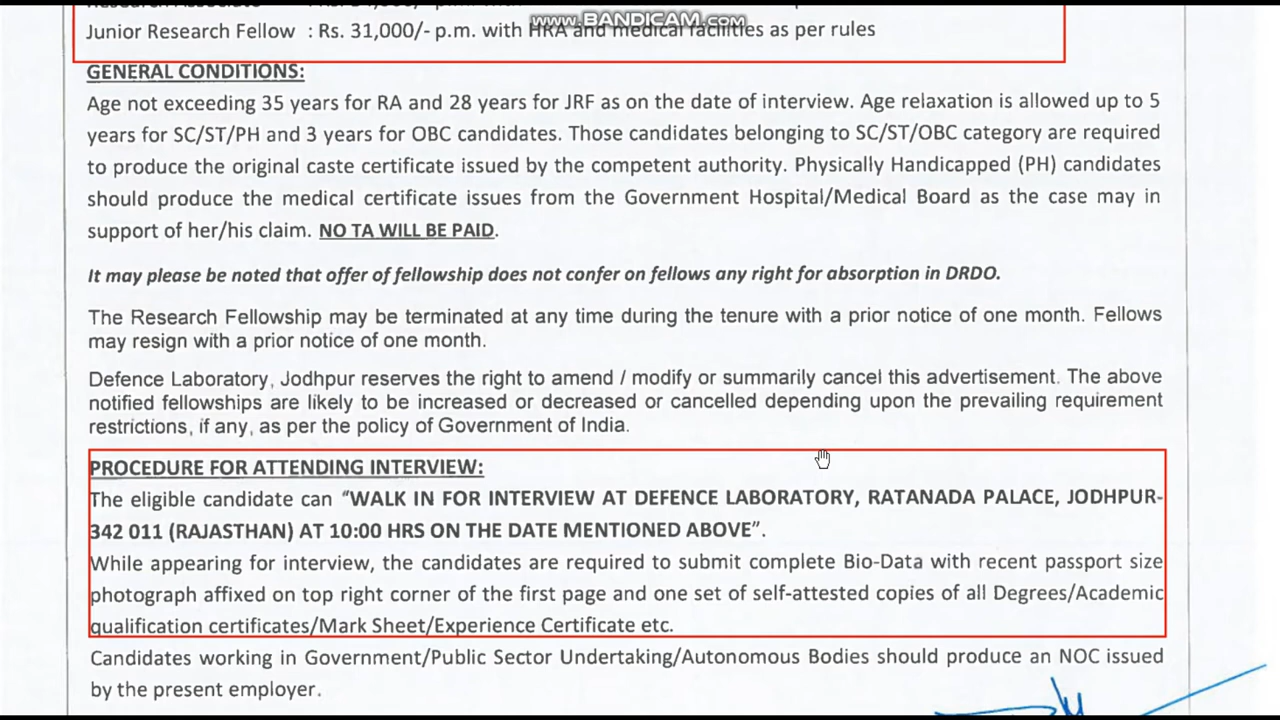 www.BANDICAM.com
Junior Research Fellow : Rs. 31,000/- p.m. with HRA and medical facilities as per rules
GENERAL CONDITIONS:
Age not exceeding 35 years for RA and 28 years for JRF as on the date of interview. Age relaxation is allowed up to 5
years for SC/ST/PH and 3 years for OBC candidates. Those candidates belonging to SC/ST/OBC category are required
to produce the original caste certificate issued by the competent authority. Physically Handicapped (PH) candidates
should produce the medical certificate issues from the Government Hospital/Medical Board as the case may in
support of her/his claim. NO TA WILL BE PAID.
It may please be noted that offer of fellowship does not confer on fellows any right for absorption in DRDO.
The Research Fellowship may be terminated at any time during the tenure with a prior notice of one month. Fellows
may resign with a prior notice of one month.
Defence Laboratory, Jodhpur reserves the right to amend / modify or summarily cancel this advertisement. The above
notified fellowships are likely to be increased or decreased or cancelled depending upon the prevailing requirement
restrictions, if any, as per the policy of Government of India.
PROCEDURE FOR ATTENDING INTERVIEW:
The eligible candidate can "WALK IN FOR INTERVIEW AT DEFENCE LABORATORY, RATANADA PALACE, JODHPUR-
342 011 (RAJASTHAN) AT 10:00 HRS ON THE DATE MENTIONED ABOVE".
While appearing for interview, the candidates are required to submit complete Bio-Data with recent passport size
photograph affixed on top right corner of the first page and one set of self-attested copies of all Degrees/Academic
qualification certificates/Mark Sheet/Experience Certificate etc.
Candidates working in Government/Public Sector Undertaking/Autonomous Bodies should produce an NOC issued
by the present employer.